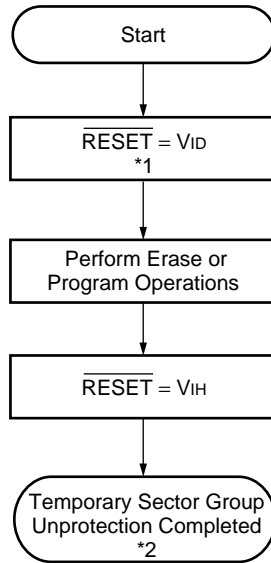 Start
RESET = VID
*1
Perform Erase or
Program Operations
RESET = VIH
Temporary Sector Group
Unprotection Completed
*2